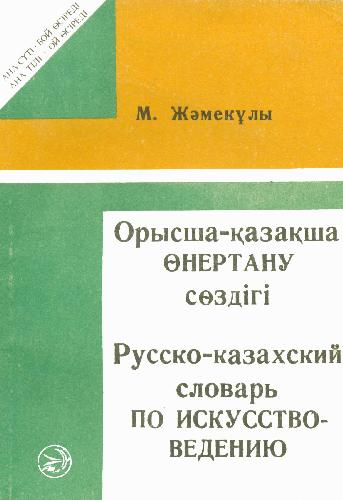 АНА СҮТІ - БОЙ ӨСІРЕДІ
АНА ТІЛІ - ОЙ ӨСІРЕДІ
М. Жәмекұлы
Орысша-қазақша
ӨНЕРТАНУ
сөздігі
Русско-казахский
словарь
ПО ИСКУССТВО-
ВЕДЕНИЮ